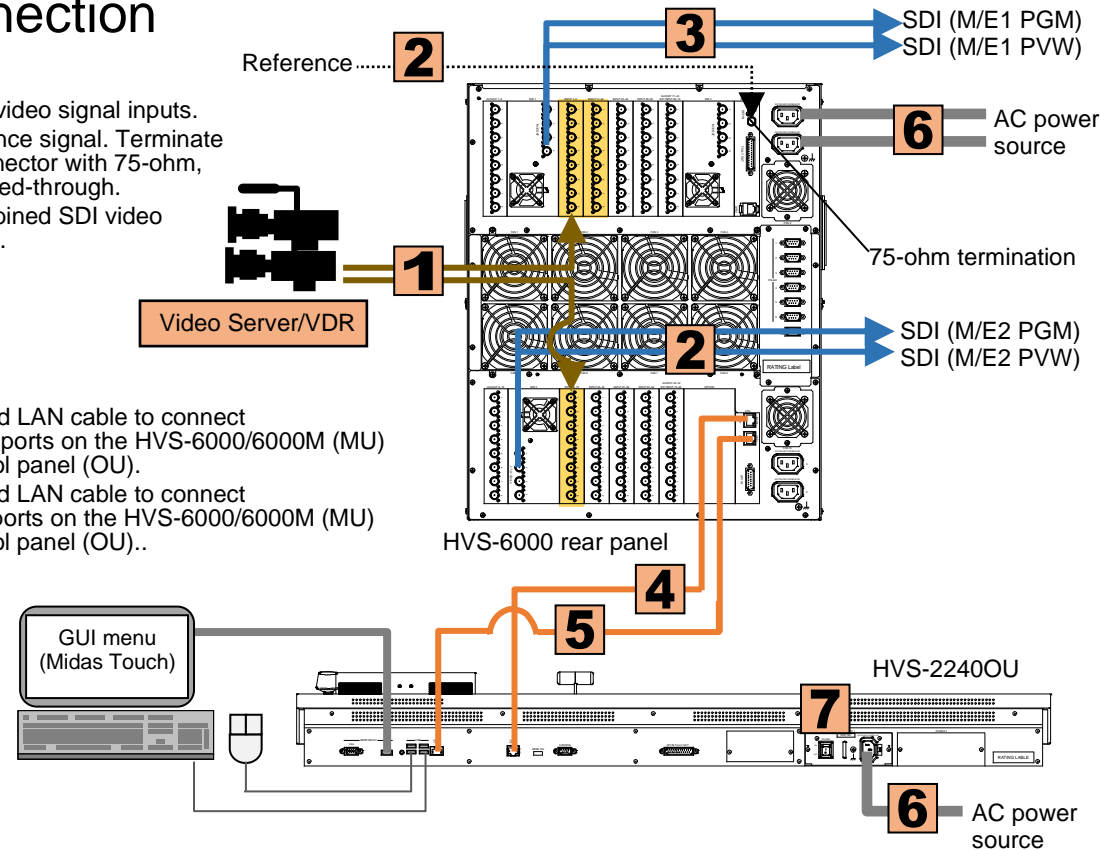 nection
video signal inputs.
nce signal. Terminate
nector with 75-ohm,
ed-through.
oined SDI video
.
Reference
2
3
SDI (M/E1 PGM)
SDI (M/E1 PVW)
6
AC power
source
75-ohm termination
1
Video Server/VDR
2
SDI (M/E2 PGM)
SDI (M/E2 PVW)
RATING Label
d LAN cable to connect
ports on the HVS-6000/6000M (MU)
ol panel (OU).
d LAN cable to connect
orts on the HVS-6000/6000M (MU)
ol panel (OU)..
HVS-6000 rear panel
4
5
GUI menu
(Midas Touch)
HVS-2240OU
7
RATING LABLE
6
AC power
source